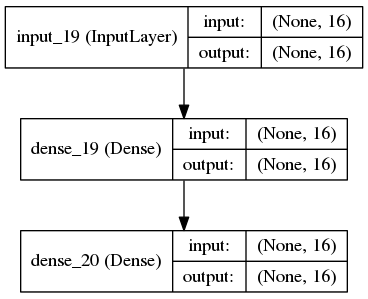 input_19 (InputLayer)
input: (None, 16)
output: (None, 16)
dense_19 (Dense)
input: (None, 16)
output: (None, 16)
dense_20 (Dense)
input: (None, 16)
output: (None, 16)